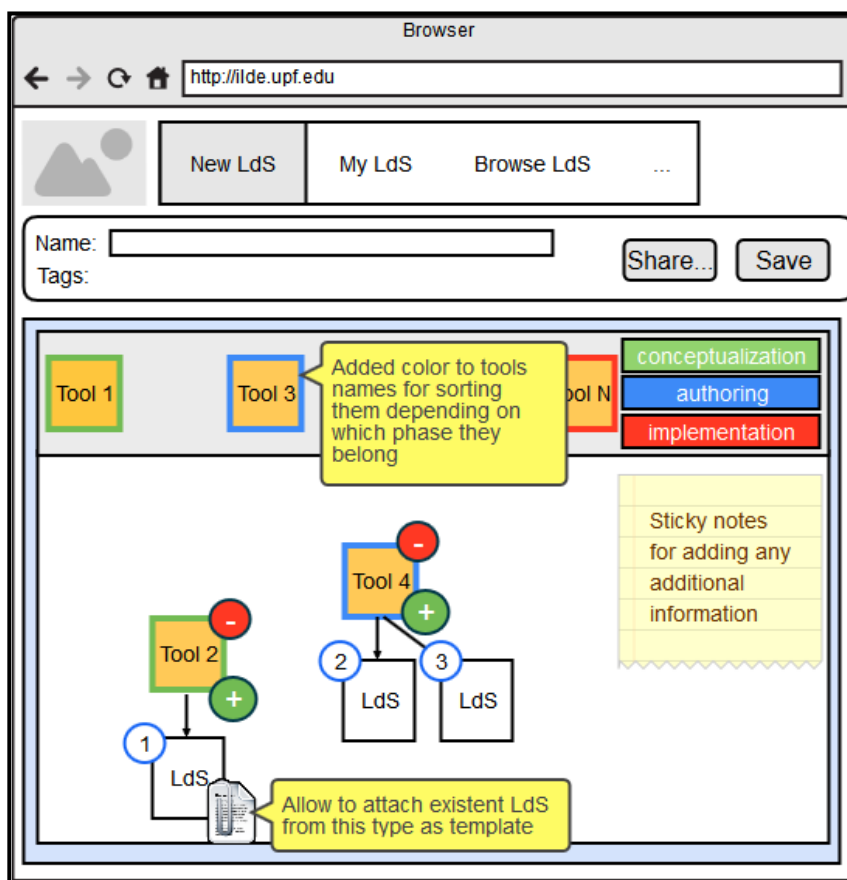 Browser
http://ilde.upf.edu
New LdS
My LdS
Browse LdS
...
Name:
Share...
Save
Tags:
Tool 1
Tool 3
Added color to tools
names for sorting
them depending on
which phase they
belong
ool N
conceptualization
authoring
implementation
Sticky notes
for adding any
additional
information
-
Tool 4
+
-
Tool 2
+
2
LdS
3
LdS
1
LdS
Allow to attach existent LdS
from this type as template